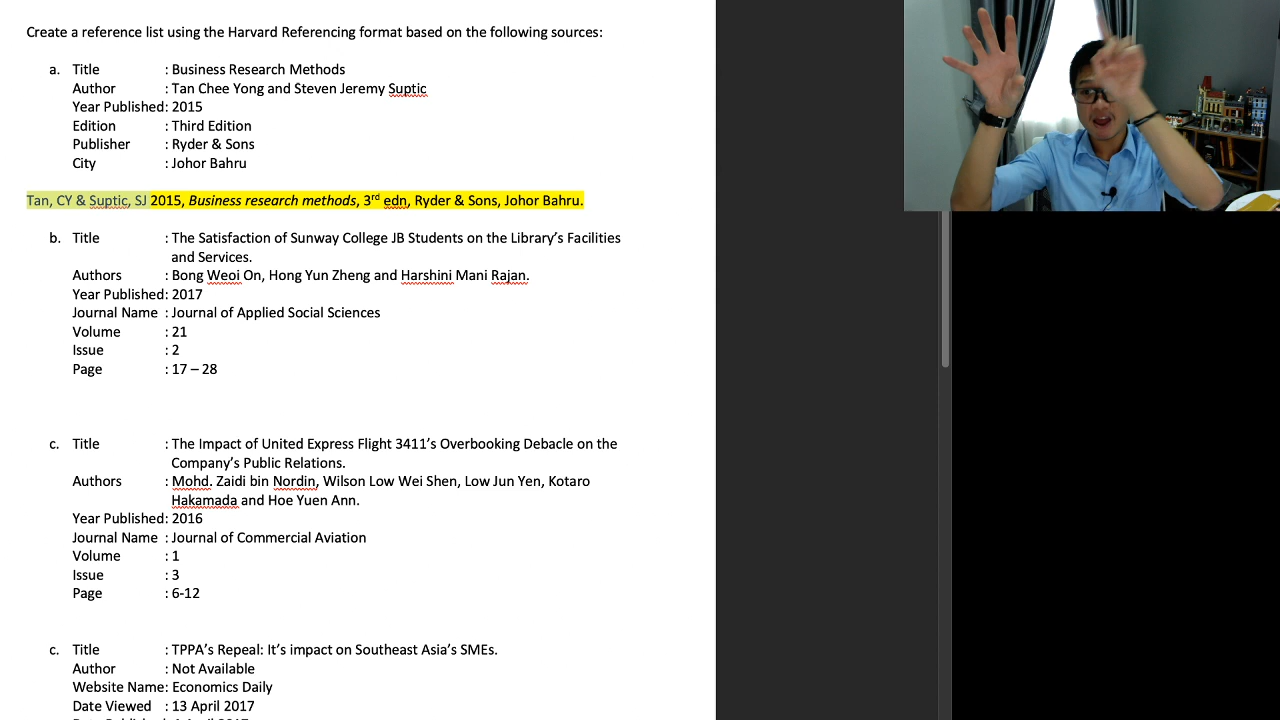 Create a reference list using the Harvard Referencing format based on the following sources:
a. Title : Business Research Methods
Author : Tan Chee Yong and Steven Jeremy Suptic
Year Published: 2015
Edition : Third Edition
Publisher : Ryder & Sons
City : Johor Bahru
Tan, CY & Suptic, SJ 2015, Business research methods, 3rd edn, Ryder & Sons, Johor Bahru.
b. Title : The Satisfaction of Sunway College JB Students on the Library's Facilities
and Services.
Authors : Bong Weoi On, Hong Yun Zheng and Harshini Mani Rajan.
Year Published: 2017
Journal Name : Journal of Applied Social Sciences
Volume : 21
Issue : 2
Page : 17 – 28
c. Title : The Impact of United Express Flight 3411's Overbooking Debacle on the
Company's Public Relations.
Authors : Mohd. Zaidi bin Nordin, Wilson Low Wei Shen, Low Jun Yen, Kotaro
Hakamada and Hoe Yuen Ann.
Year Published: 2016
Journal Name : Journal of Commercial Aviation
Volume : 1
Issue : 3
Page : 6-12
c. Title : TPPA's Repeal: It's impact on Southeast Asia's SMEs.
Author : Not Available
Website Name: Economics Daily
Date Viewed : 13 April 2017